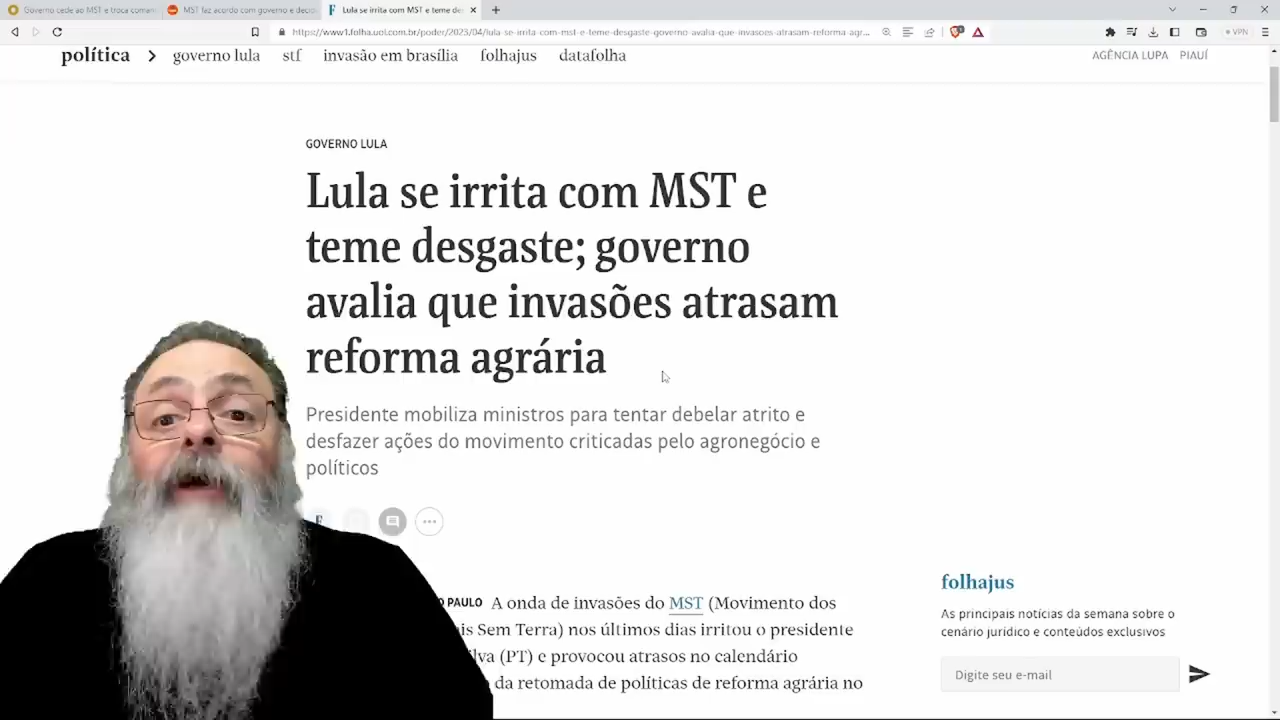 Governo cede ao MST e troca coman
MST faz acordo com governo e decid
Lula se irrita com MST e teme des
https://www1.folha.uol.com.br/poder/2023/04/lula-se-irrita-com-mst-e-teme-desgaste-governo-avalia-que-invasoes-atrasam-reforma-agr...
VPN
política > governo lula stf invasão em brasília folhajus datafolha
AGÊNCIA LUPA PIAUÍ
GOVERNO LULA
Lula se irrita com MST e
teme desgaste; governo
avalia que invasões atrasam
reforma agrária
Presidente mobiliza ministros para tentar debelar atrito e
desfazer ações do movimento criticadas pelo agronegócio e
políticos
O PAULO A onda de invasões do MST (Movimento dos
is Sem Terra) nos últimos dias irritou o presidente
lva (PT) e provocou atrasos no calendário
da retomada de políticas de reforma agrária no
folhajus
As principais notícias da semana sobre o
cenário jurídico e conteúdos exclusivos
Digite seu e-mail